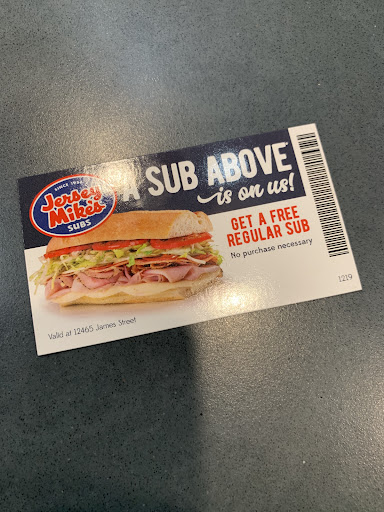 SINCE 1956
Jersey
Mike's
SUBS
A SUB ABOVE
is on us!
GET A FREE
REGULAR SUB
No purchase necessary
Valid at 12465 James Street
1219